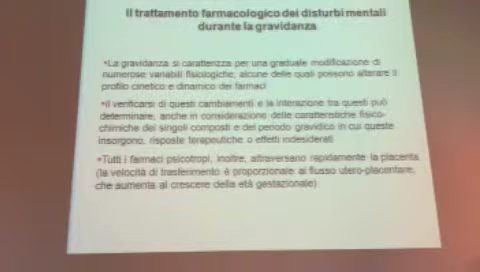 Il trattamento farmacologico dei disturbi mentali
durante la gravidanza
•La gravidanza si caratterizza per una graduale modificazione di
numerose variabili fisiologiche, alcune delle quali possono alterare il
profilo cinetico e dinamico dei farmaci
•Il verificarsi di questi cambiamenti e la interazione tra questi può
determinare, anche in considerazione delle caratteristiche fisico-
chimiche dei singoli composti e del periodo gravidico in cui queste
insorgono, risposte terapeutiche o effetti indesiderati
•Tutti i farmaci psicotropi, inoltre, attraversano rapidamente la placenta
(la velocità di trasferimento è proporzionale al flusso utero-placentare,
che aumenta al crescere della età gestazionale)